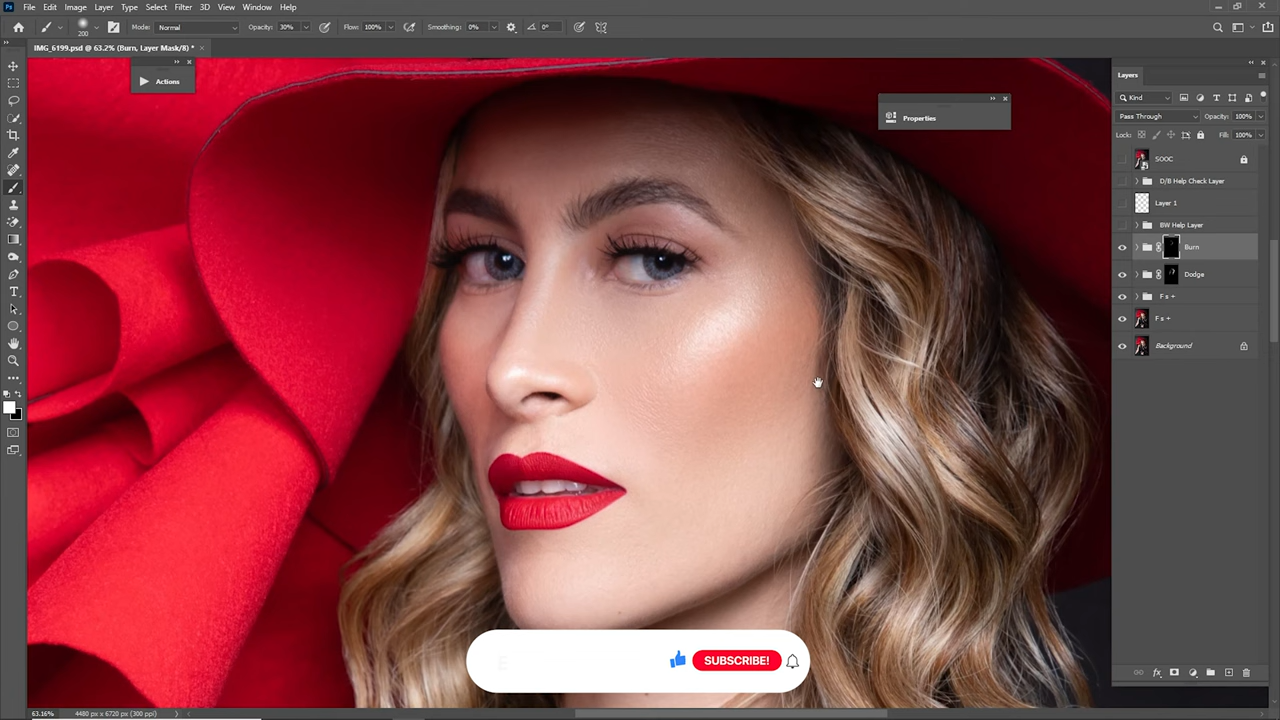 Ps File Edit Image Layer Type Select Filter 3D View Window Help
200 Mode: Normal Opacity: 30% Flow: 100% Smoothing: 0% 0°
IMG_6199.psd @ 63.2% (Burn, Layer Mask/8) * ×
Actions
Properties
Layers
Kind
Pass Through Opacity: 100%
Lock: Fill: 100%
SOOC
D/B Help Check Layer
Layer 1
BW Help Layer
Burn
Dodge
F s +
F s +
Background
SUBSCRIBE!
63.16% 4480 px x 6720 px (300 ppi)